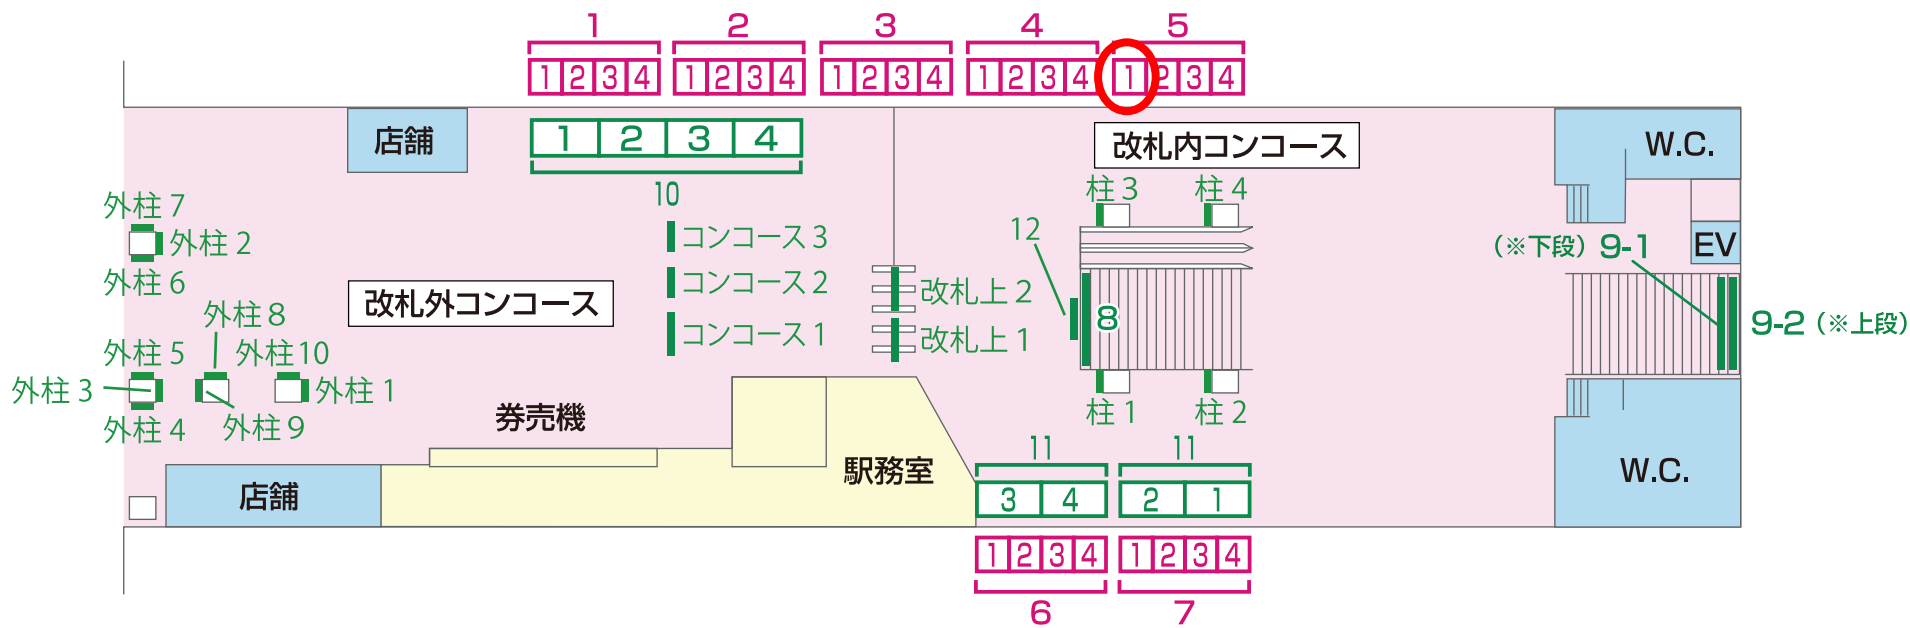 1 2 3 4 5
1 2 3 4 1 2 3 4 1 2 3 4 1 2 3 4 1 2 3 4
店舗
1 2 3 4
10
改札内コンコース
W.C.
柱 3
柱 4
外柱 7
外柱 2
外柱 6
コンコース 3
コンコース 2
コンコース 1
12
(※下段) 9-1
EV
改札外コンコース
改札上 2
改札上 1
8
9-2 (※上段)
外柱 8
外柱 5
外柱 10
外柱 3
外柱 1
外柱 4
外柱 9
券売機
柱 1
柱 2
店舗
駅務室
11 11
3 4 2 1
W.C.
1 2 3 4 1 2 3 4
6 7